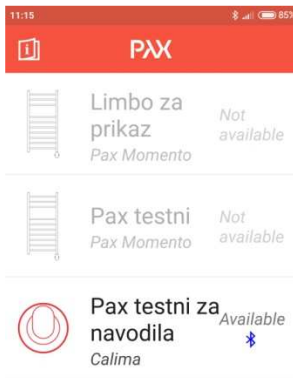 11:15 85%
PAX
Limbo za Not
prikaz available
Pax Momento
Pax testni Not
Pax Momento available
Pax testni za Available
navodila
Calima